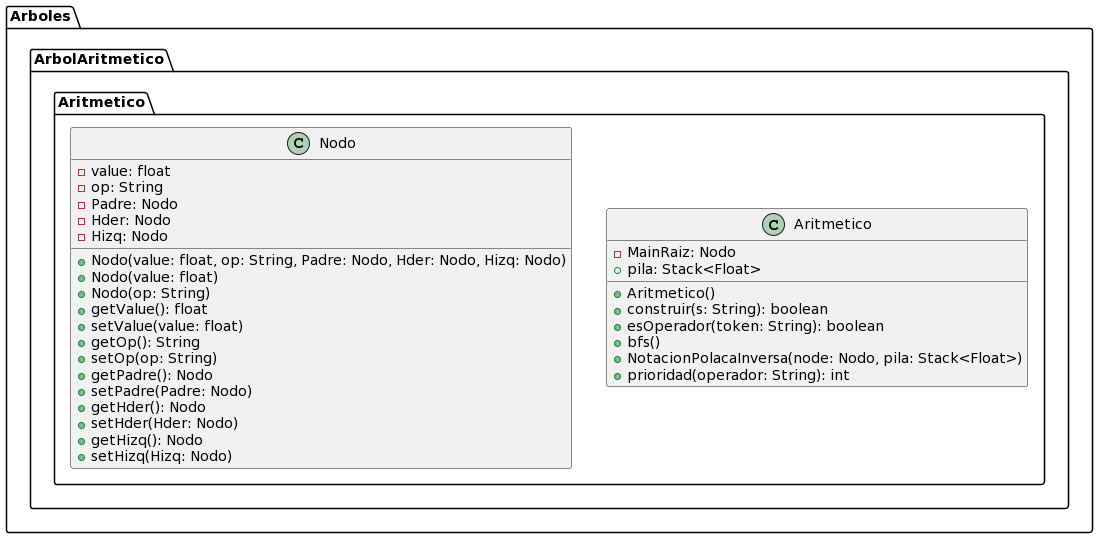 Arboles
ArbolAritmetico
Aritmetico
C Nodo
value: float
op: String
Padre: Nodo
Hder: Nodo
Hizq: Nodo
Nodo(value: float, op: String, Padre: Nodo, Hder: Nodo, Hizq: Nodo)
Nodo(value: float)
Nodo(op: String)
getValue(): float
setValue(value: float)
getOp(): String
setOp(op: String)
getPadre(): Nodo
setPadre(Padre: Nodo)
getHder(): Nodo
setHder(Hder: Nodo)
getHizq(): Nodo
setHizq(Hizq: Nodo)
C Aritmetico
MainRaiz: Nodo
pila: Stack<Float>
Aritmetico()
construir(s: String): boolean
esOperador(token: String): boolean
bfs()
NotacionPolacaInversa(node: Nodo, pila: Stack<Float>)
prioridad(operador: String): int